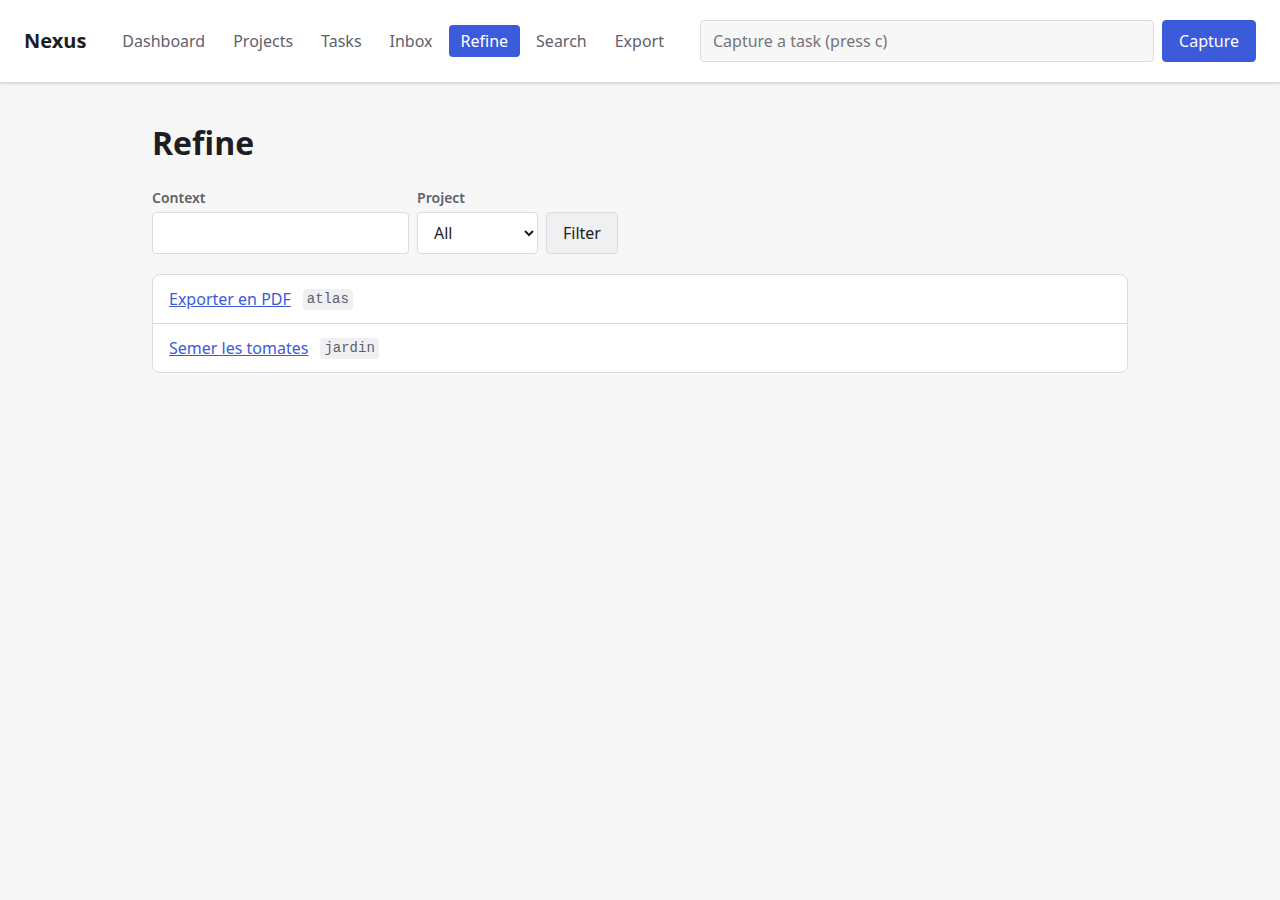 Nexus Dashboard Projects Tasks Inbox Refine Search Export Capture a task (press c) Capture
Refine
Context Project
All Filter
Exporter en PDF atlas
Semer les tomates jardin